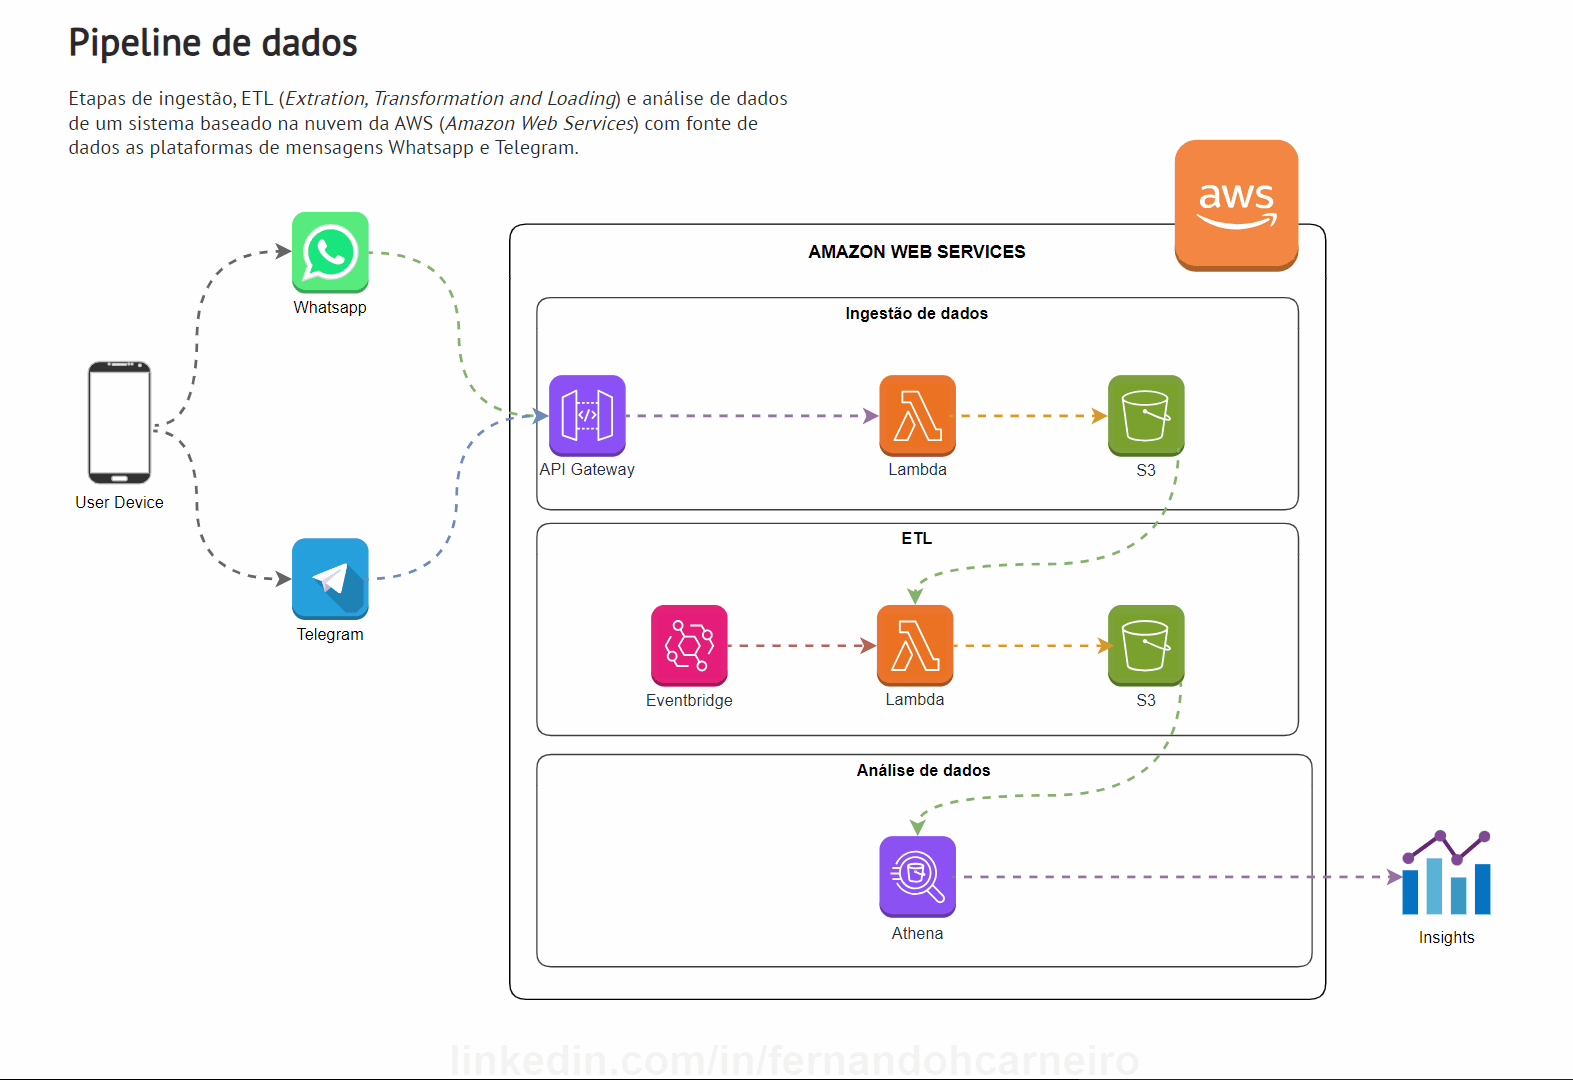 Pipeline de dados
Etapas de ingestão, ETL (Extration, Transformation and Loading) e análise de dados
de um sistema baseado na nuvem da AWS (Amazon Web Services) com fonte de
dados as plataformas de mensagens Whatsapp e Telegram.
aws
AMAZON WEB SERVICES
Whatsapp
Ingestão de dados
</>
API Gateway
Lambda
S3
User Device
ETL
Telegram
Eventbridge
Lambda
S3
Análise de dados
Athena
Insights
linkedin.com/in/fernandohcarneiro